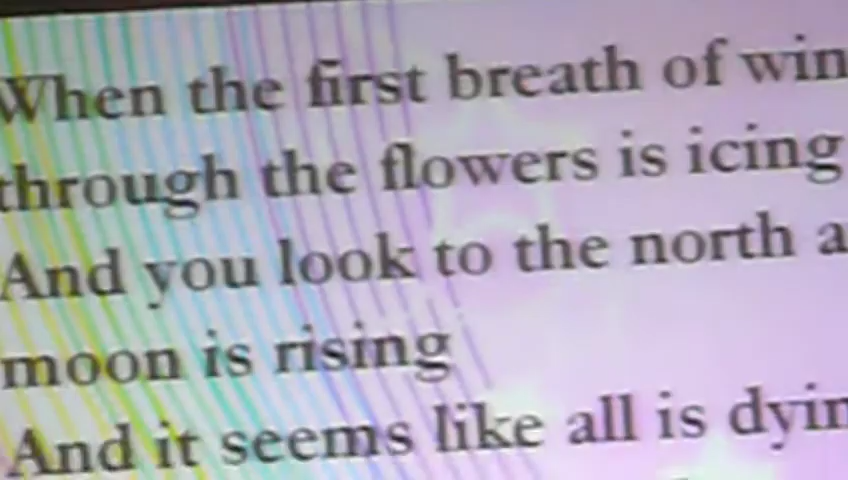 When the first breath of win
through the flowers is icing
And you look to the north a
moon is rising
And it seems like all is dyin